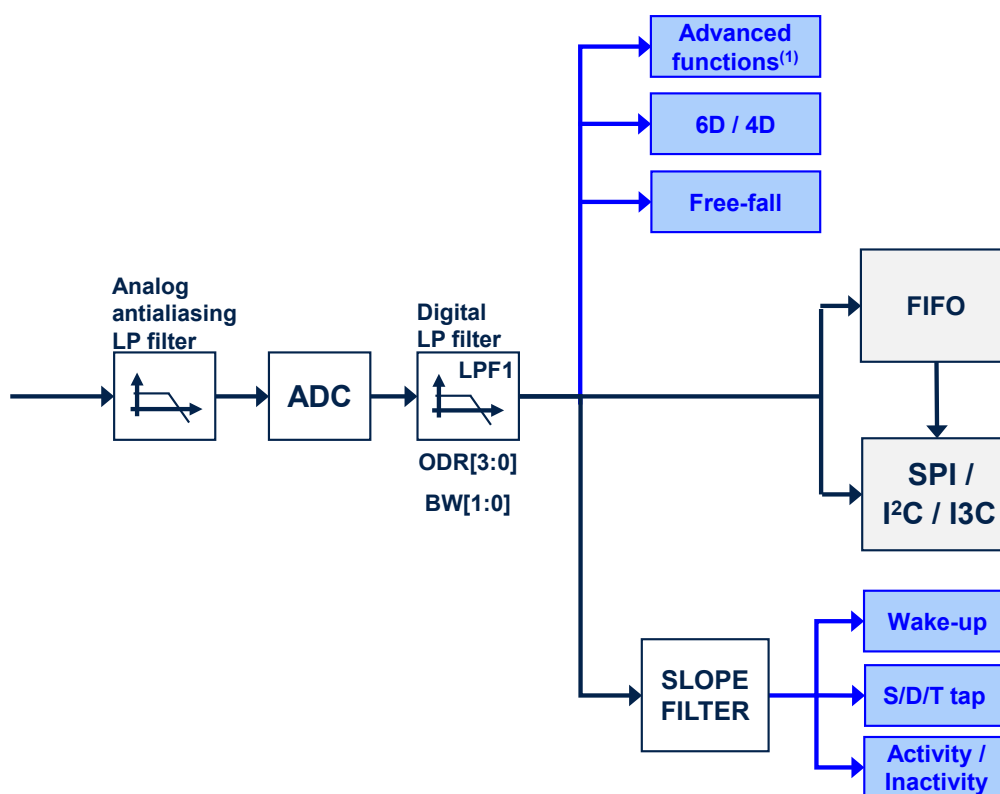 Advanced
functions(1)
6D / 4D
Free-fall
Analog
antialiasing
LP filter
ADC
Digital
LP filter
LPF1
ODR[3:0]
BW[1:0]
FIFO
SPI /
I²C / I3C
SLOPE
FILTER
Wake-up
S/D/T tap
Activity /
Inactivity